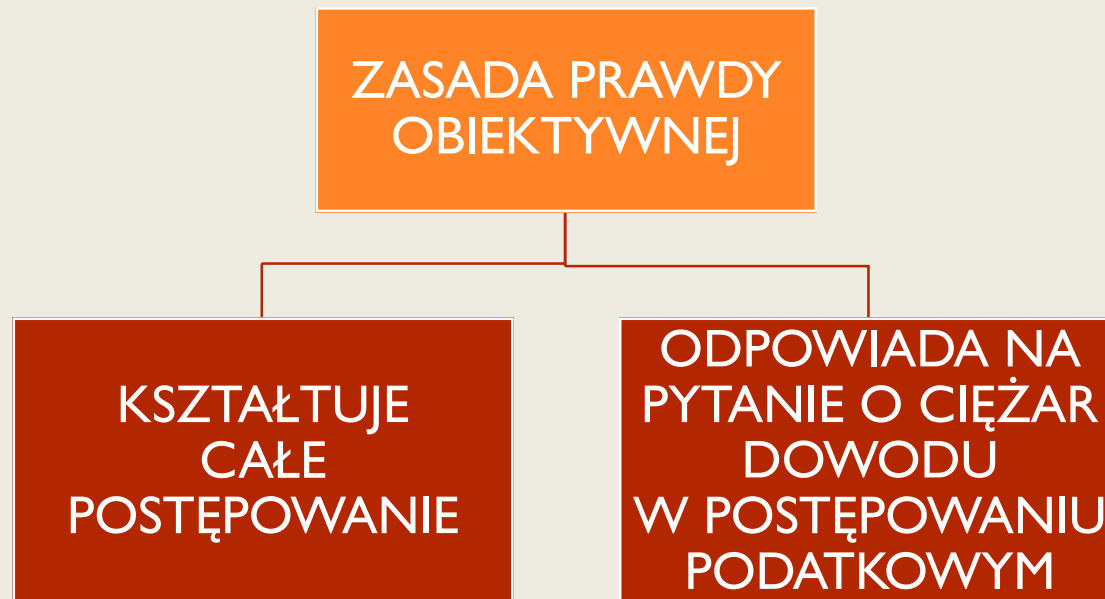 ZASADA PRAWDY
OBIEKTYWNEJ
KSZTAŁTUJE
CAŁE
POSTĘPOWANIE
ODPOWIADA NA
PYTANIE O CIĘŻAR
DOWODU
W POSTĘPOWANIU
PODATKOWYM